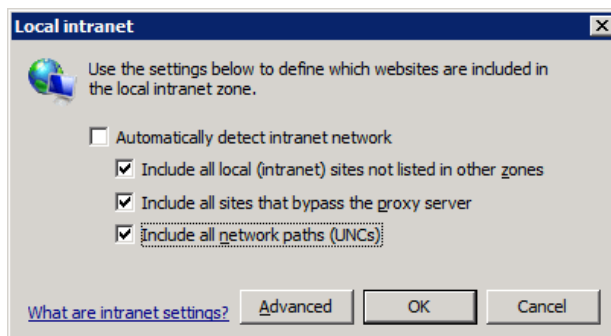 Local intranet
Use the settings below to define which websites are included in
the local intranet zone.
Automatically detect intranet network
Include all local (intranet) sites not listed in other zones
Include all sites that bypass the proxy server
Include all network paths (UNCs)
What are intranet settings? Advanced OK Cancel